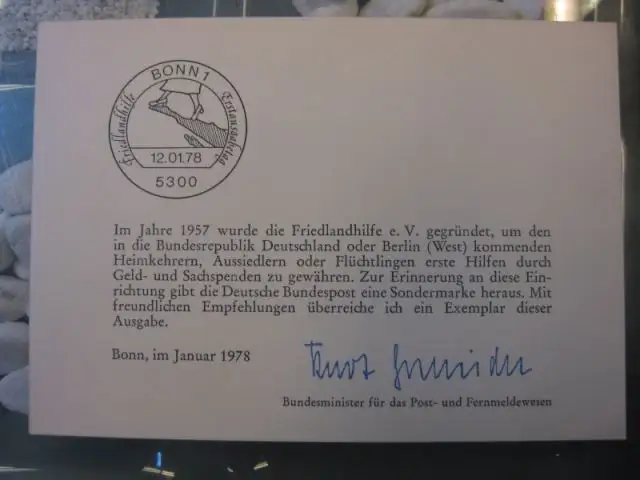 BONN 1
Friedlandhilfe Erstausgabetag
12.01.78
5300
Im Jahre 1957 wurde die Friedlandhilfe e. V. gegründet, um den
in die Bundesrepublik Deutschland oder Berlin (West) kommenden
Heimkehrern, Aussiedlern oder Flüchtlingen erste Hilfen durch
Geld- und Sachspenden zu gewähren. Zur Erinnerung an diese Ein-
richtung gibt die Deutsche Bundespost eine Sondermarke heraus. Mit
freundlichen Empfehlungen überreiche ich ein Exemplar dieser
Ausgabe.
Bonn, im Januar 1978
Kurt Gscheidle
Bundesminister für das Post- und Fernmeldewesen